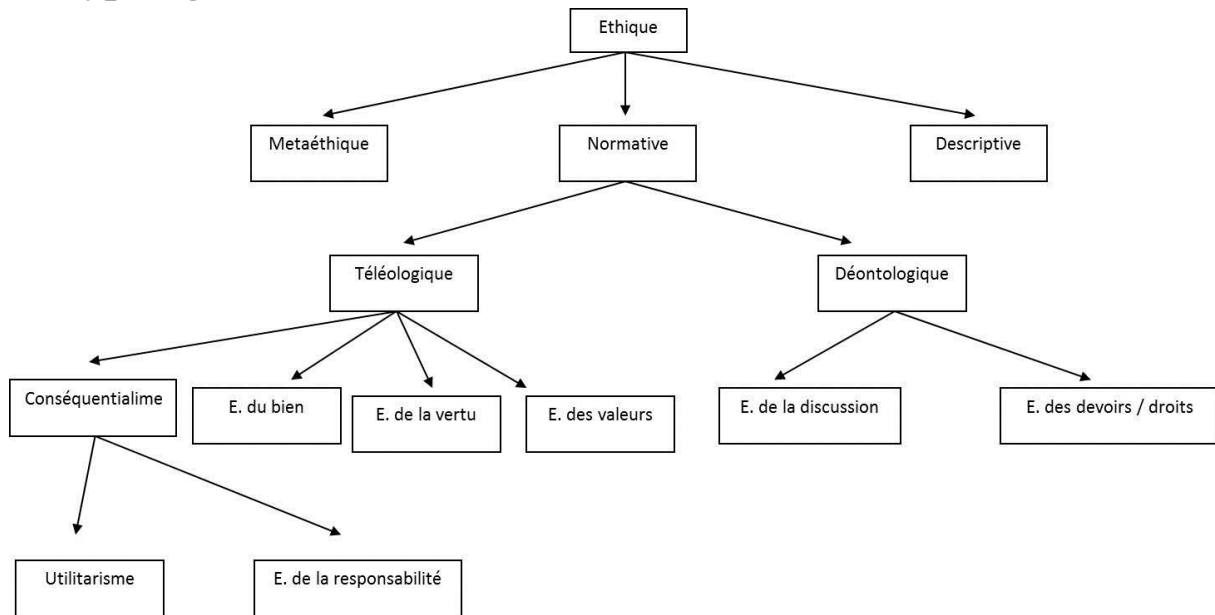 Ethique
Metaéthique
Normative
Descriptive
Téléologique
Déontologique
Conséquentialime
E. du bien
E. de la vertu
E. des valeurs
E. de la discussion
E. des devoirs / droits
Utilitarisme
E. de la responsabilité